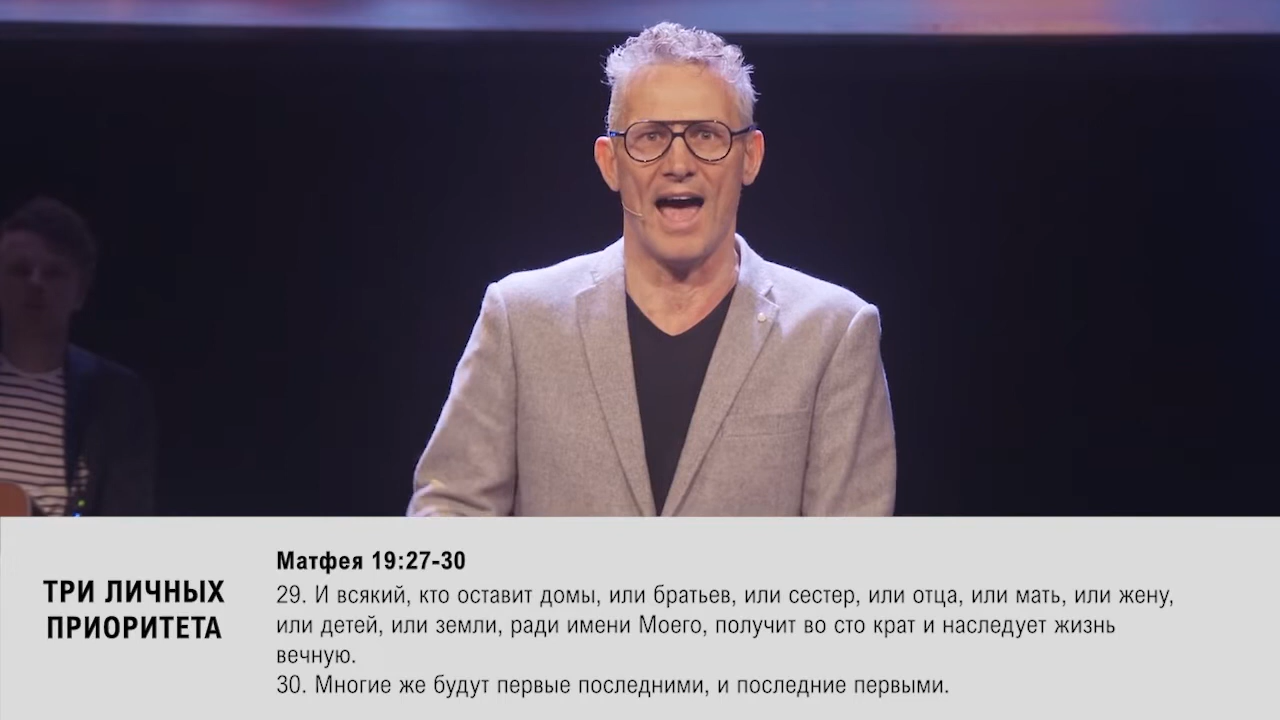 ТРИ ЛИЧНЫХ
ПРИОРИТЕТА
Матфея 19:27-30
29. И всякий, кто оставит домы, или братьев, или сестер, или отца, или мать, или жену,
или детей, или земли, ради имени Моего, получит во сто крат и наследует жизнь
вечную.
30. Многие же будут первые последними, и последние первыми.